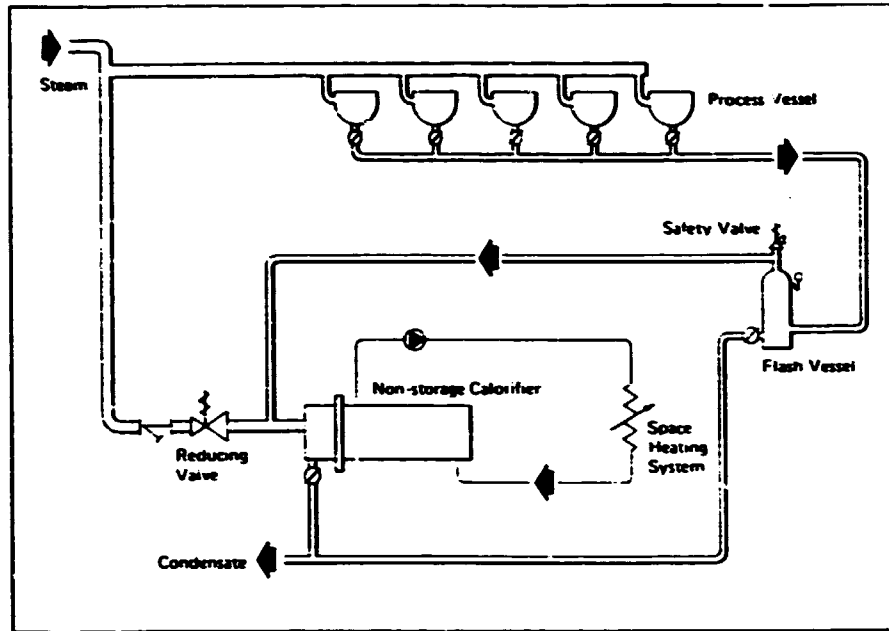 Steam
Process Vessel
Safety Valve
Flash Vessel
Non-storage Calorifier
Reducing
Valve
Space
Heating
System
Condensate